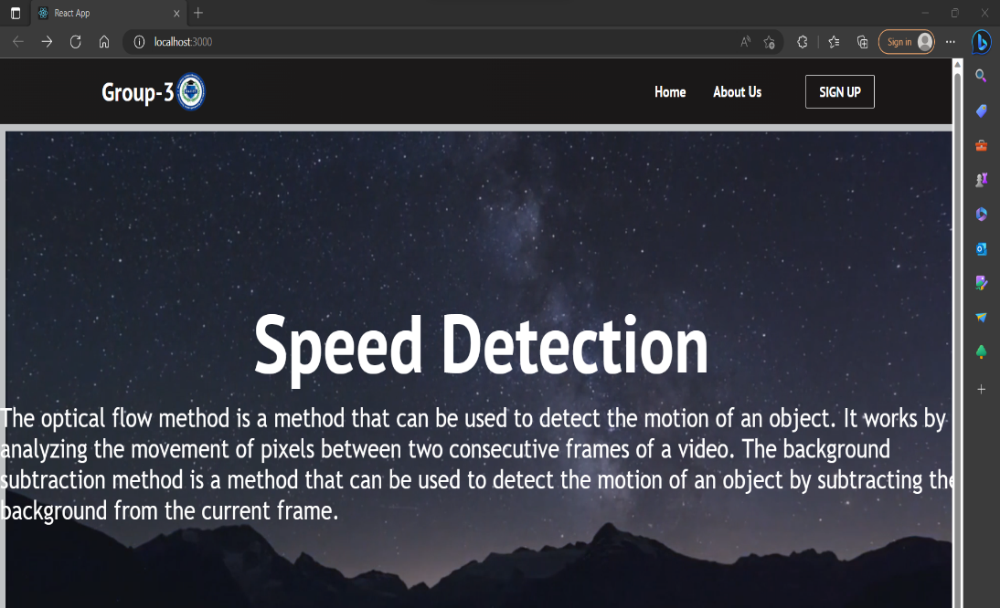 React App
localhost:3000
Sign in
Group-3
Home
About Us
SIGN UP
Speed Detection
The optical flow method is a method that can be used to detect the motion of an object. It works by
analyzing the movement of pixels between two consecutive frames of a video. The background
subtraction method is a method that can be used to detect the motion of an object by subtracting the
background from the current frame.